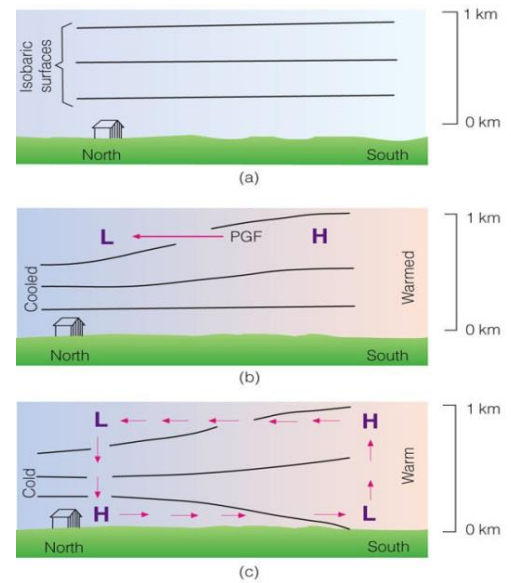 Isobaric
surfaces
1 km
0 km
North
South
(a)
L
PGF
H
1 km
Cooled
Warmed
0 km
North
South
(b)
L
H
1 km
Cold
Warm
H
L
0 km
North
South
(c)